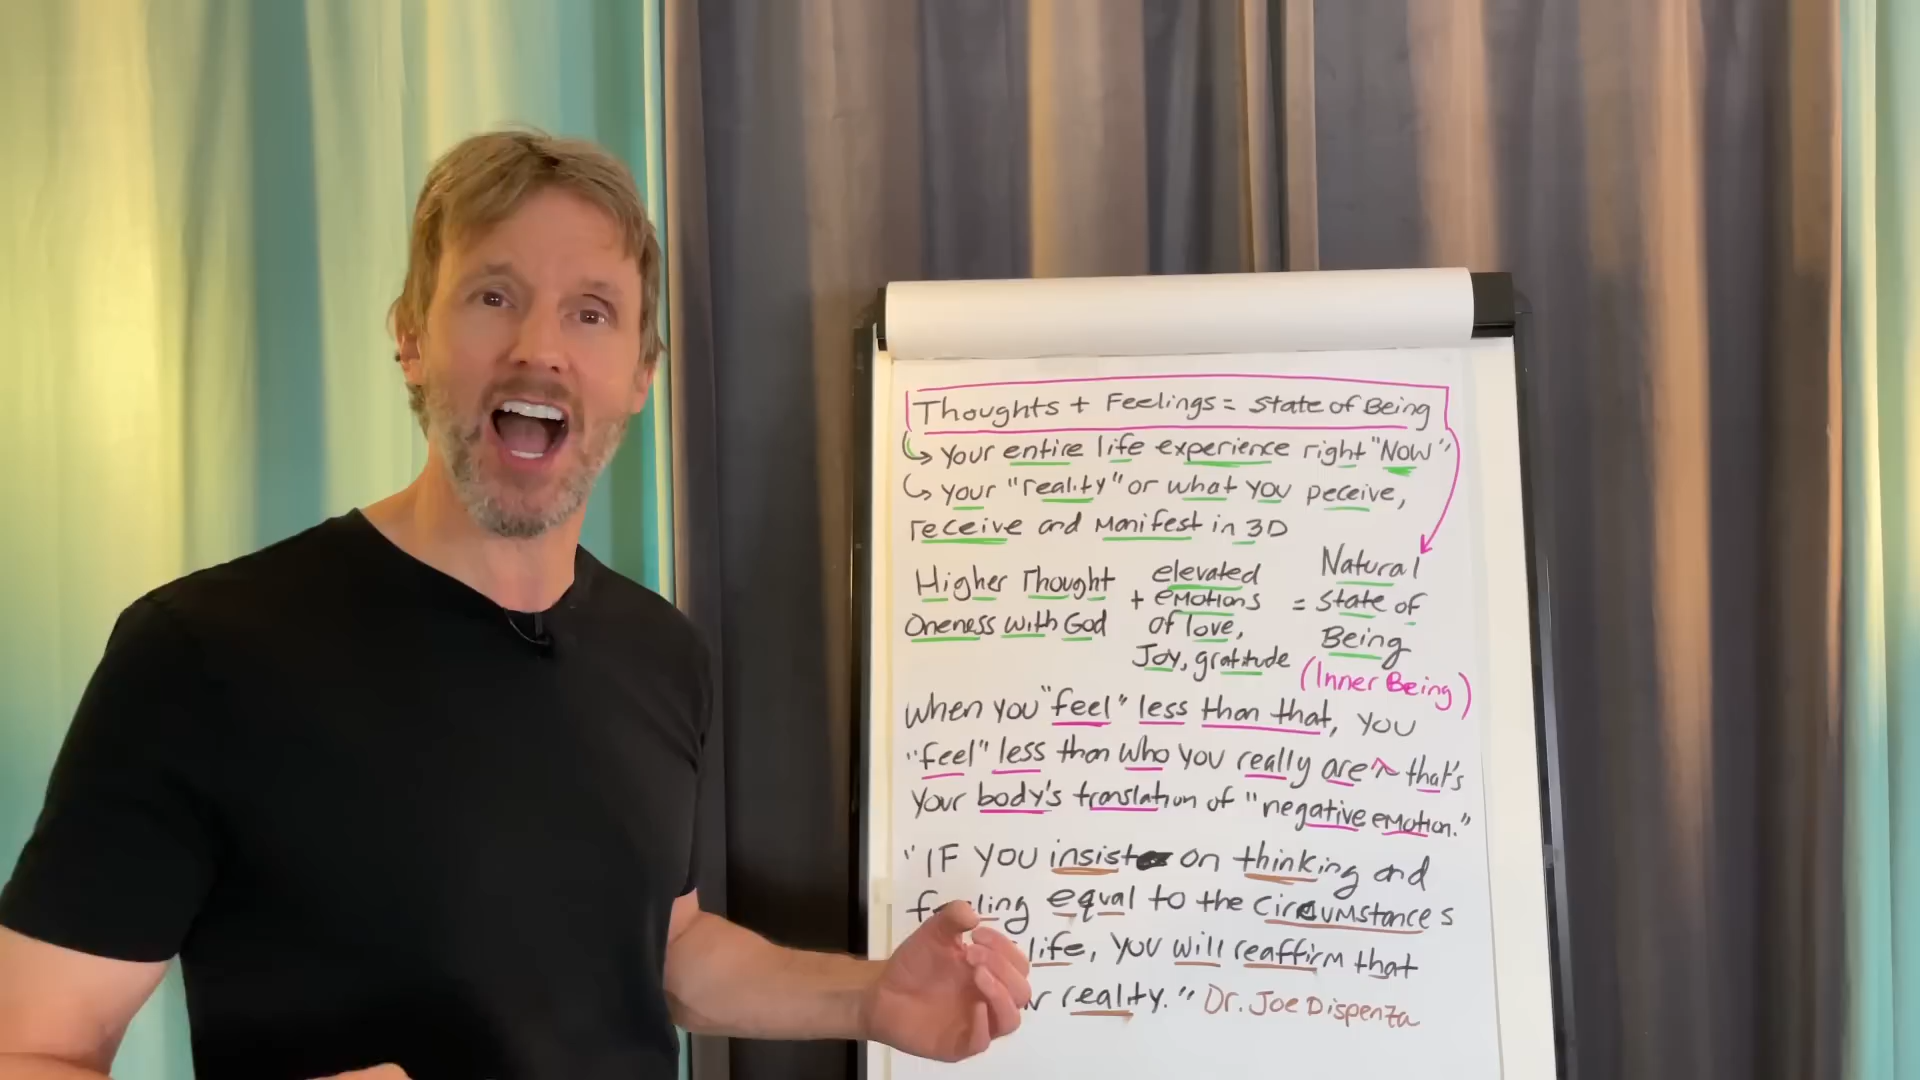 Thoughts + Feelings = State of Being
Your entire life experience right "NOW"
your "reality" or what you peceive,
receive and manifest in 3D
Higher Thought
Oneness with God
+
elevated
emotions
of love,
Joy, gratitude
=
Natural
state of
Being
(Inner Being)
when you "feel" less than that, you
"feel" less than who you really are ~ that's
your body's translation of "negative emotion."
"IF you insist on thinking and
feeling equal to the circumstances
life, you will reaffirm that
reality." Dr. Joe Dispenza